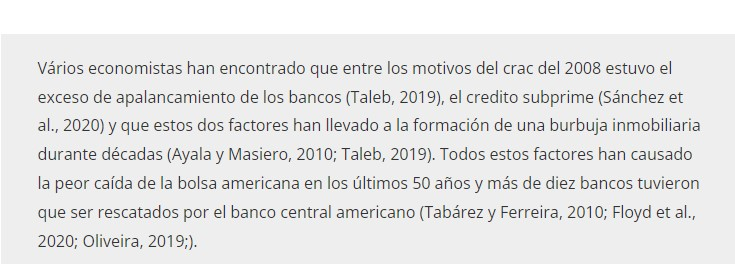 Vários economistas han encontrado que entre los motivos del crac del 2008 estuvo el
exceso de apalancamiento de los bancos (Taleb, 2019), el credito subprime (Sánchez et
al., 2020) y que estos dos factores han llevado a la formación de una burbuja inmobiliaria
durante décadas (Ayala y Masiero, 2010; Taleb, 2019). Todos estos factores han causado
la peor caída de la bolsa americana en los últimos 50 años y más de diez bancos tuvieron
que ser rescatados por el banco central americano (Tabárez y Ferreira, 2010; Floyd et al.,
2020; Oliveira, 2019;).